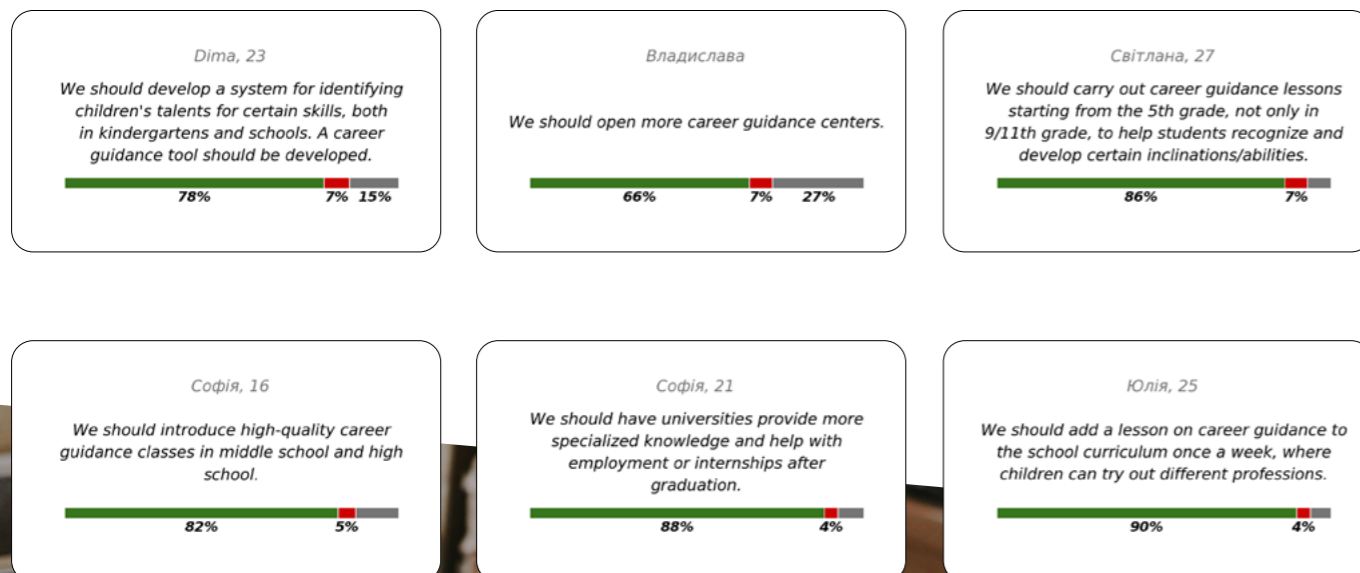 Dima, 23
We should develop a system for identifying
children's talents for certain skills, both
in kindergartens and schools. A career
guidance tool should be developed.
78% 7% 15%
Владислава
We should open more career guidance centers.
66% 7% 27%
Світлана, 27
We should carry out career guidance lessons
starting from the 5th grade, not only in
9/11th grade, to help students recognize and
develop certain inclinations/abilities.
86% 7%
Софія, 16
We should introduce high-quality career
guidance classes in middle school and high
school.
82% 5%
Софія, 21
We should have universities provide more
specialized knowledge and help with
employment or internships after
graduation.
88% 4%
Юлія, 25
We should add a lesson on career guidance to
the school curriculum once a week, where
children can try out different professions.
90% 4%